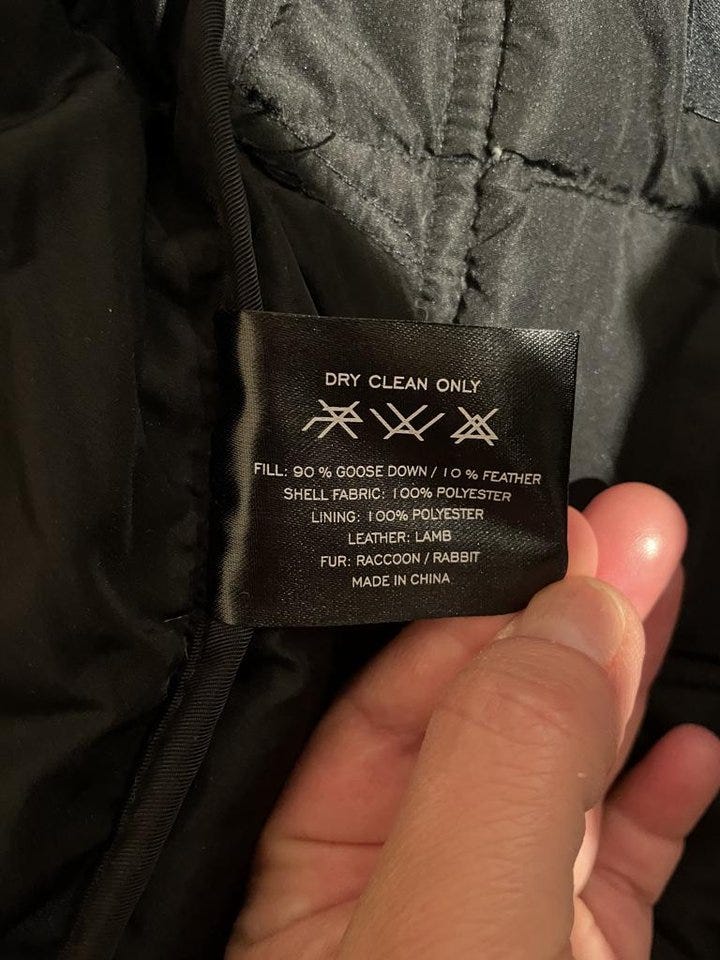 DRY CLEAN ONLY
FILL: 90 % GOOSE DOWN / 10 % FEATHER
SHELL FABRIC: 100% POLYESTER
LINING: 100% POLYESTER
LEATHER: LAMB
FUR: RACCOON / RABBIT
MADE IN CHINA